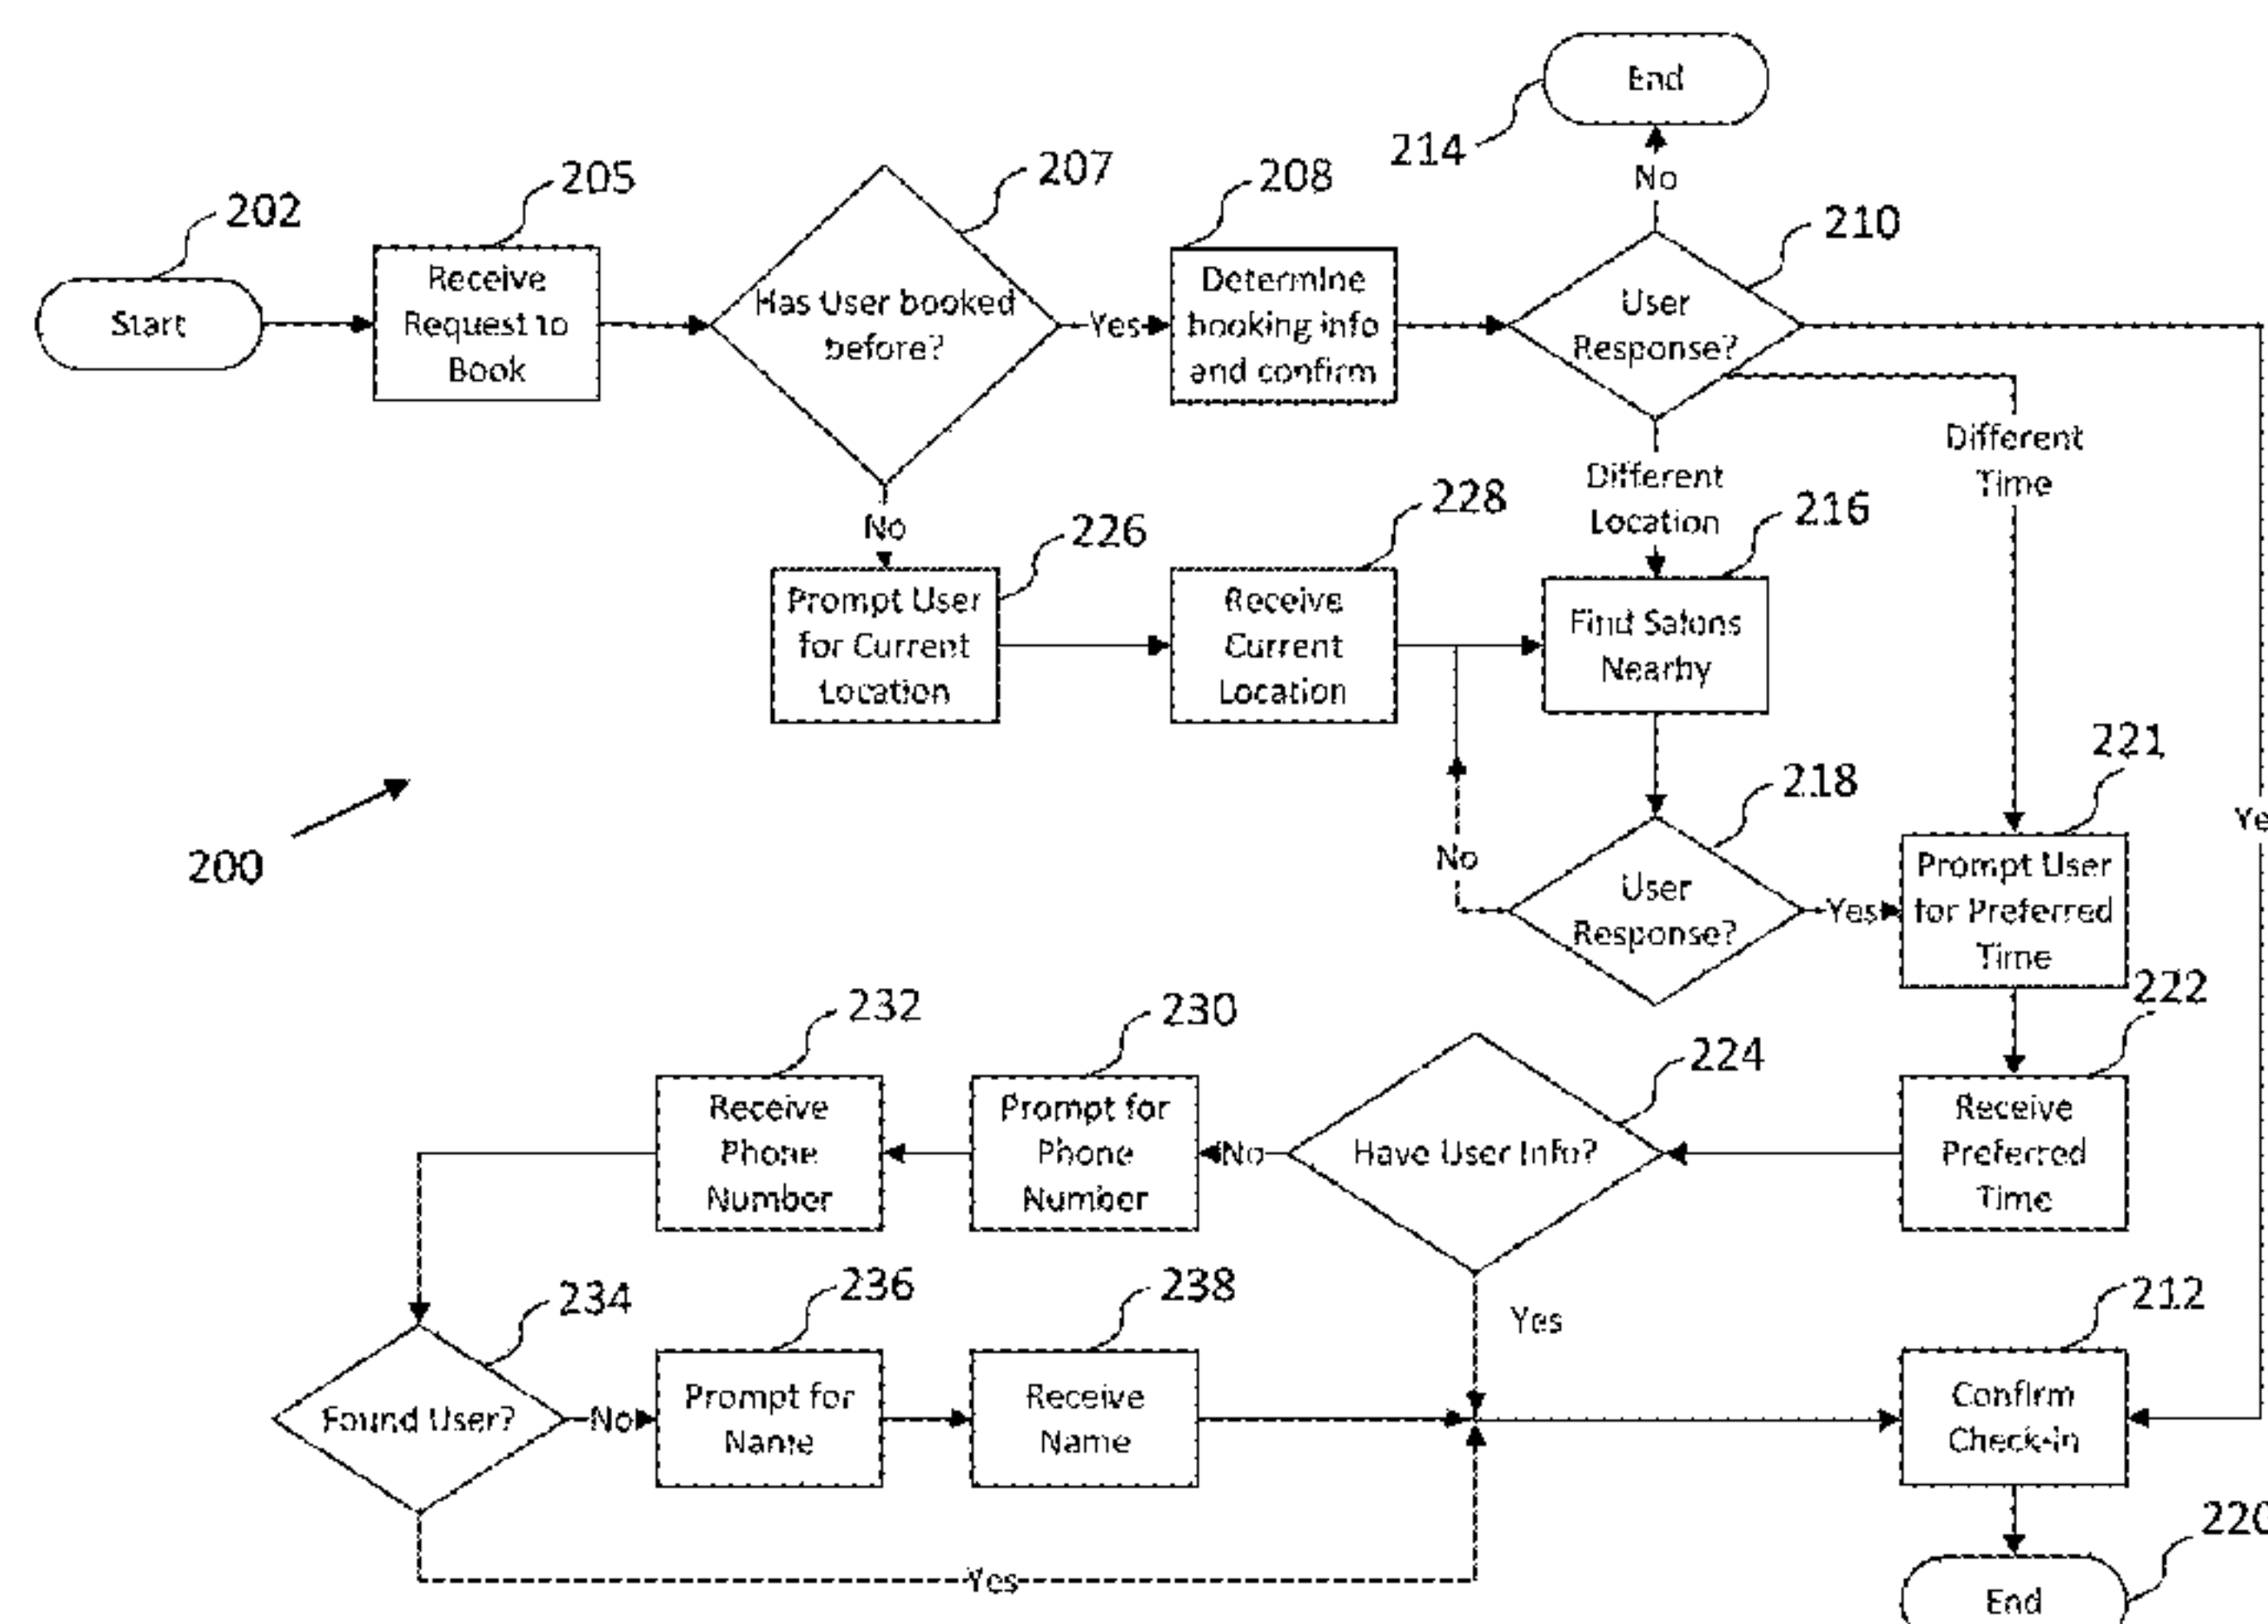 End
214
No
202
205
207
208
210
Start
Receive
Request to
Book
Has User booked
before?
Yes
Determine
booking info
and confirm
User
Response?
Different
Time
Different
Location
No
226
228
216
Prompt User
for Current
Location
Receive
Current
Location
Find Salons
Nearby
200
No
218
User
Response?
Yes
221
Prompt User
for Preferred
Time
Ye
222
Receive
Preferred
Time
224
Have User Info?
No
230
Prompt for
Phone
Number
232
Receive
Phone
Number
Yes
234
Found User?
No
236
Prompt for
Name
238
Receive
Name
212
Confirm
Check-in
Yes
220
End